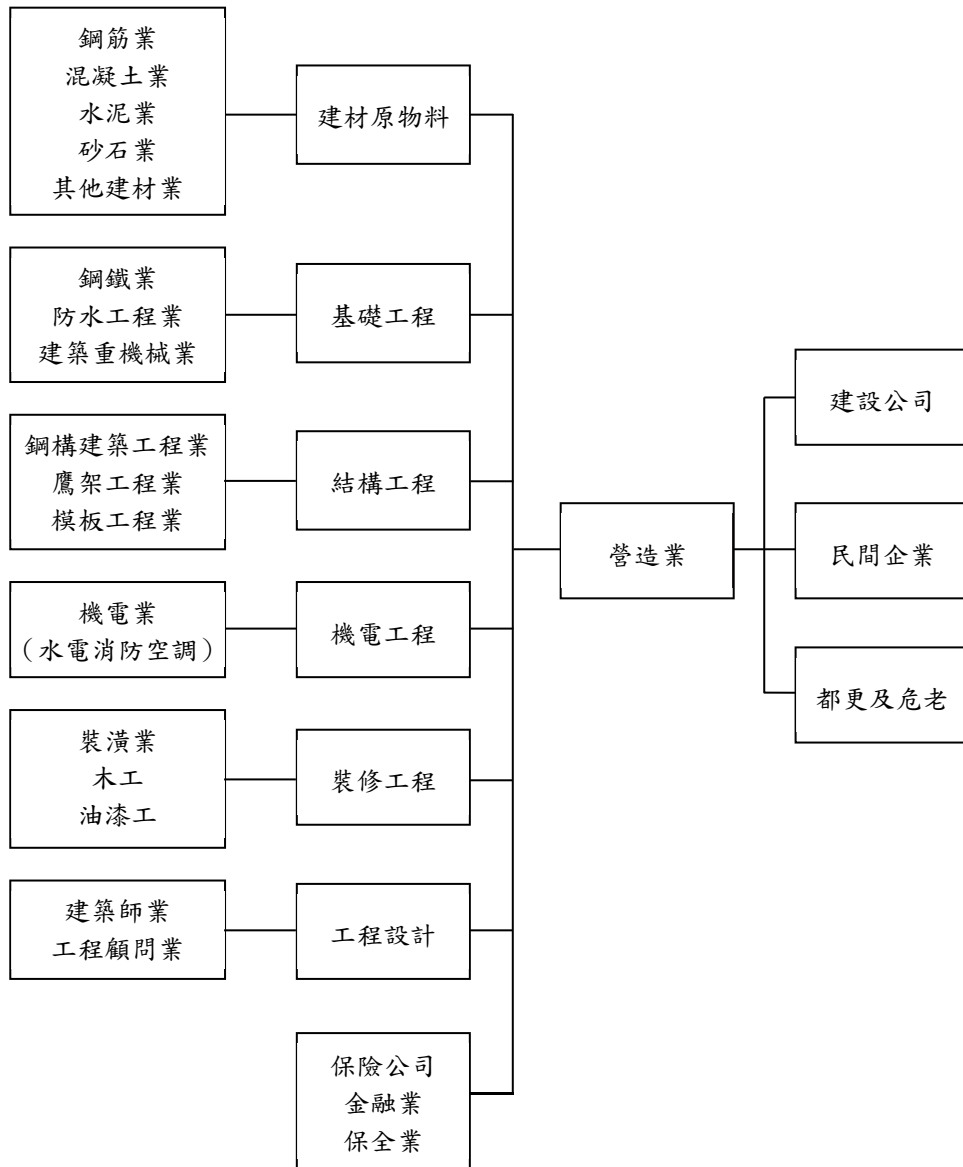 鋼筋業
混凝土業
水泥業
砂石業
其他建材業
建材原物料
鋼鐵業
防水工程業
建築重機械業
基礎工程
鋼構建築工程業
鷹架工程業
模板工程業
結構工程
機電業
（水電消防空調）
機電工程
裝潢業
木工
油漆工
裝修工程
建築師業
工程顧問業
工程設計
保險公司
金融業
保全業
營造業
建設公司
民間企業
都更及危老